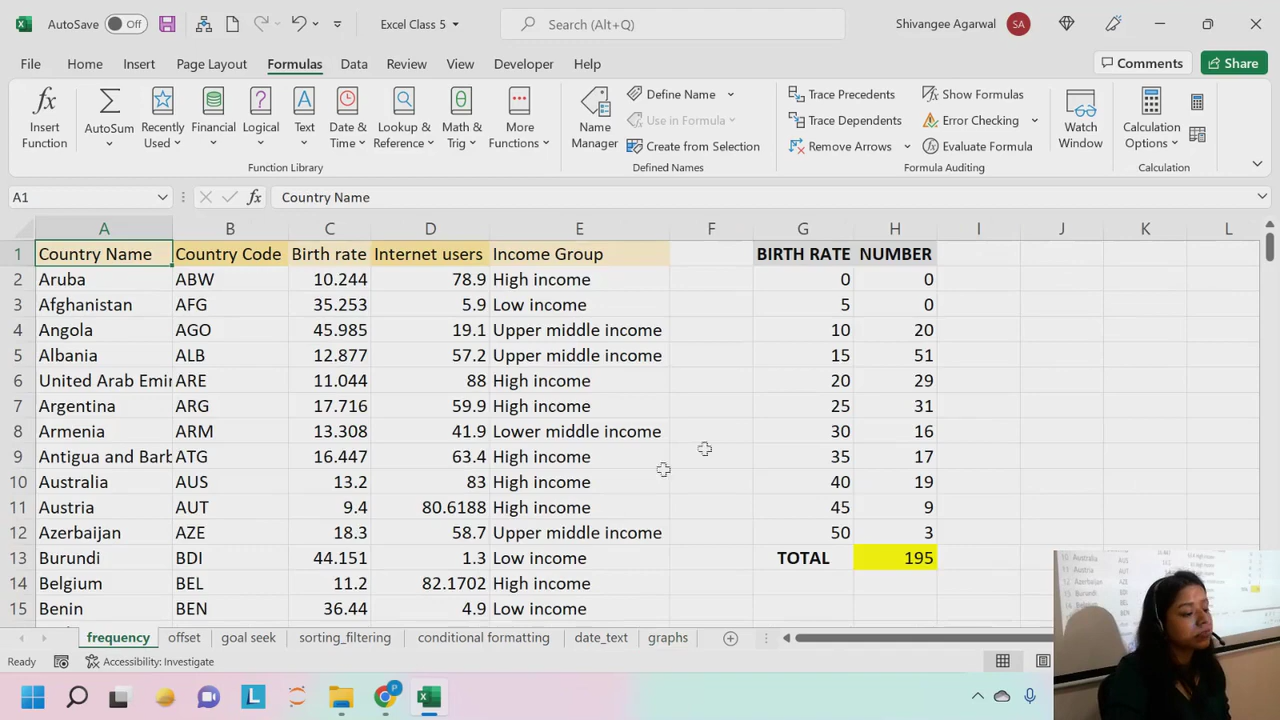 AutoSave Off Excel Class 5 Search (Alt+Q) Shivangee Agarwal SA
File Home Insert Page Layout Formulas Data Review View Developer Help Comments Share
Insert Function
AutoSum
Recently Used
Financial
Logical
Text
Date & Time
Lookup & Reference
Math & Trig
More Functions
Function Library
Name Manager
Define Name
Use in Formula
Create from Selection
Defined Names
Trace Precedents
Trace Dependents
Remove Arrows
Show Formulas
Error Checking
Evaluate Formula
Formula Auditing
Watch Window
Calculation Options
Calculation
A1 fx Country Name
A B C D E F G H I J K L
1 Country Name Country Code Birth rate Internet users Income Group BIRTH RATE NUMBER
2 Aruba ABW 10.244 78.9 High income 0 0
3 Afghanistan AFG 35.253 5.9 Low income 5 0
4 Angola AGO 45.985 19.1 Upper middle income 10 20
5 Albania ALB 12.877 57.2 Upper middle income 15 51
6 United Arab Emir ARE 11.044 88 High income 20 29
7 Argentina ARG 17.716 59.9 High income 25 31
8 Armenia ARM 13.308 41.9 Lower middle income 30 16
9 Antigua and Barb ATG 16.447 63.4 High income 35 17
10 Australia AUS 13.2 83 High income 40 19
11 Austria AUT 9.4 80.6188 High income 45 9
12 Azerbaijan AZE 18.3 58.7 Upper middle income 50 3
13 Burundi BDI 44.151 1.3 Low income TOTAL 195
14 Belgium BEL 11.2 82.1702 High income
15 Benin BEN 36.44 4.9 Low income
frequency offset goal seek sorting_filtering conditional formatting date_text graphs
Ready Accessibility: Investigate